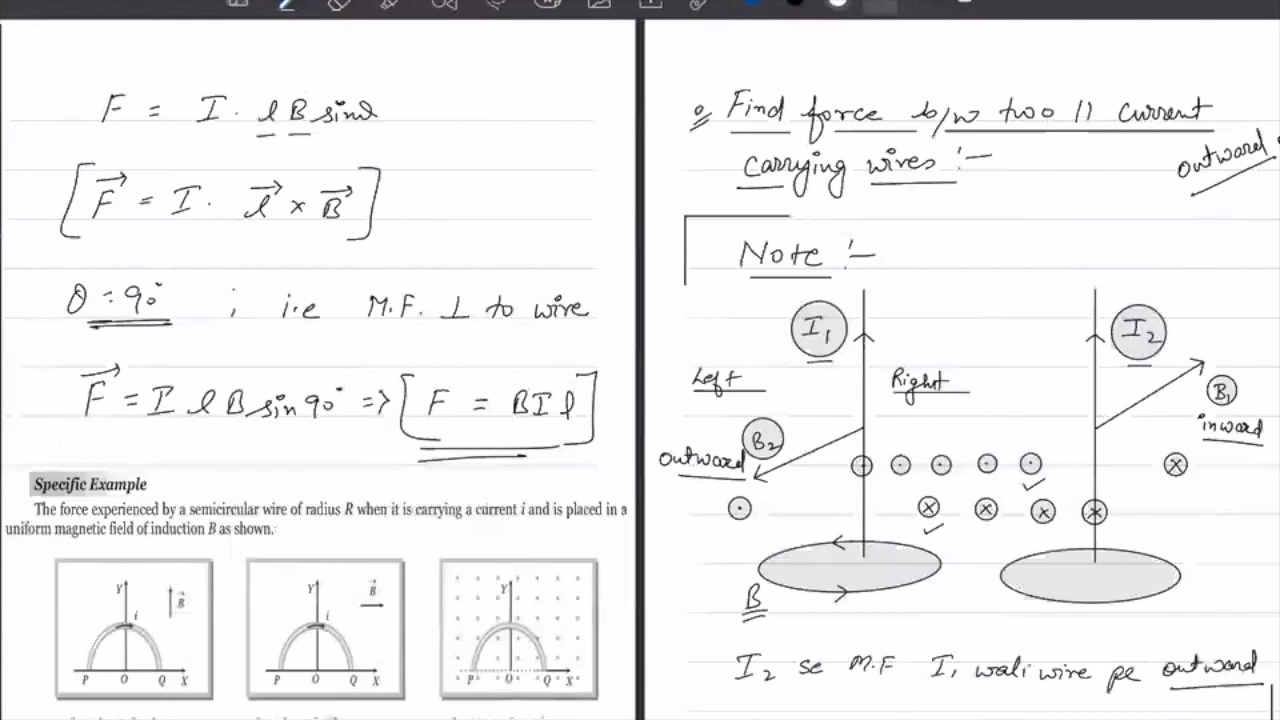 F = I. l B sinθ
[F⃗ = I. l⃗ × B⃗]
θ = 90° ; i.e M.F. ⊥ to wire
F⃗ = I l B sin 90° => [F = BIl]
Specific Example
The force experienced by a semicircular wire of radius R when it is carrying a current i and is placed in a
uniform magnetic field of induction B as shown.
Y B⃗
i
P O Q X
Y B⃗
i
P O Q X
Y
P O Q X
Q Find force b/w two || current
carrying wires :-
outward
Note :-
I₁ I₂
Left Right
B₁
inward
B₂
outward
B
I₂ se M.F I₁ wali wire pe outward